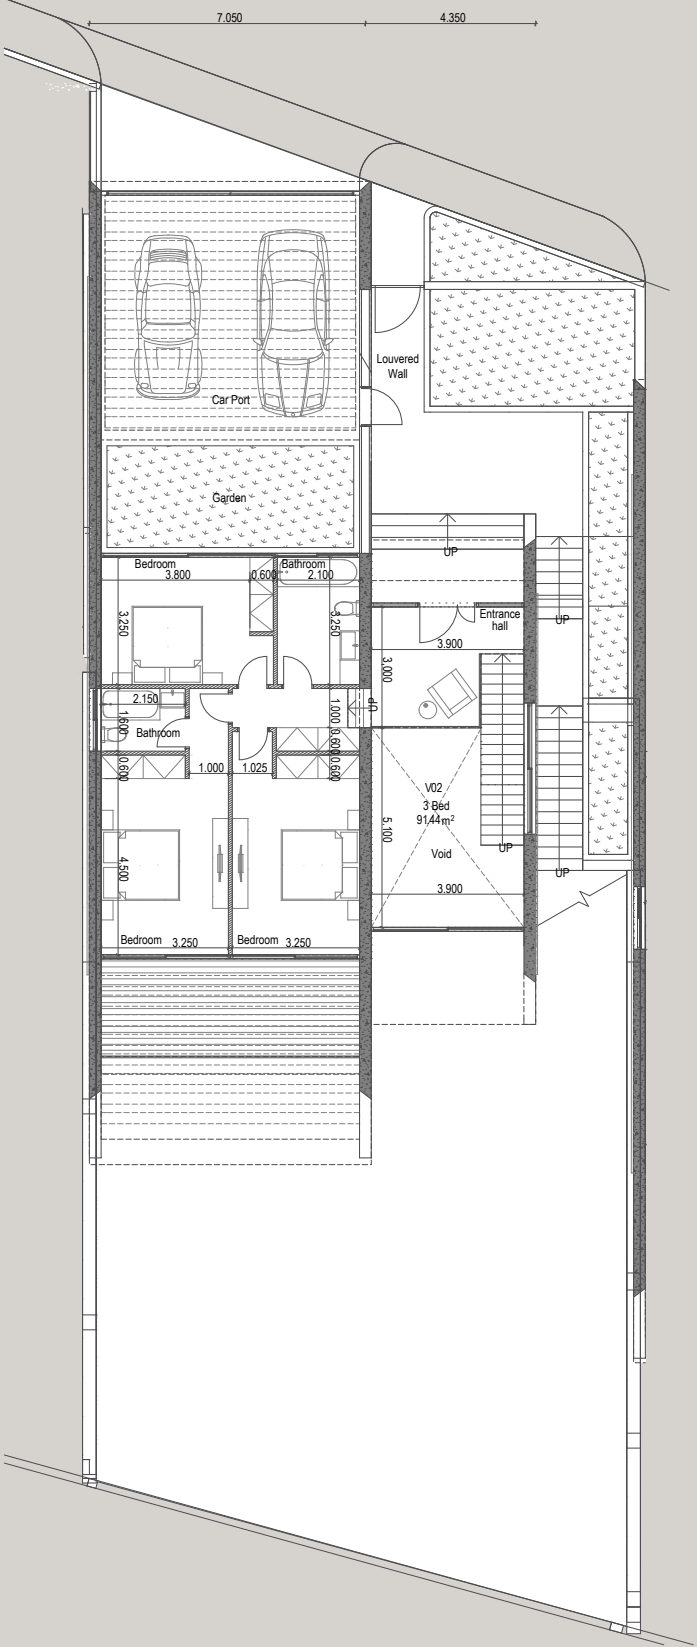 7.050
4.350
Louvered
Wall
Car Port
Garden
UP
Bedroom
3.800
0.600
Bathroom
2.100
3.250
3.250
UP
Entrance
hall
3.900
3.000
2.150
1.600
Bathroom
1.000
UP
0.600
0.600
0.600
1.000
1.025
V02
3 Bed
91.44m²
Void
5.100
4.500
UP
3.900
UP
Bedroom
3.250
Bedroom
3.250